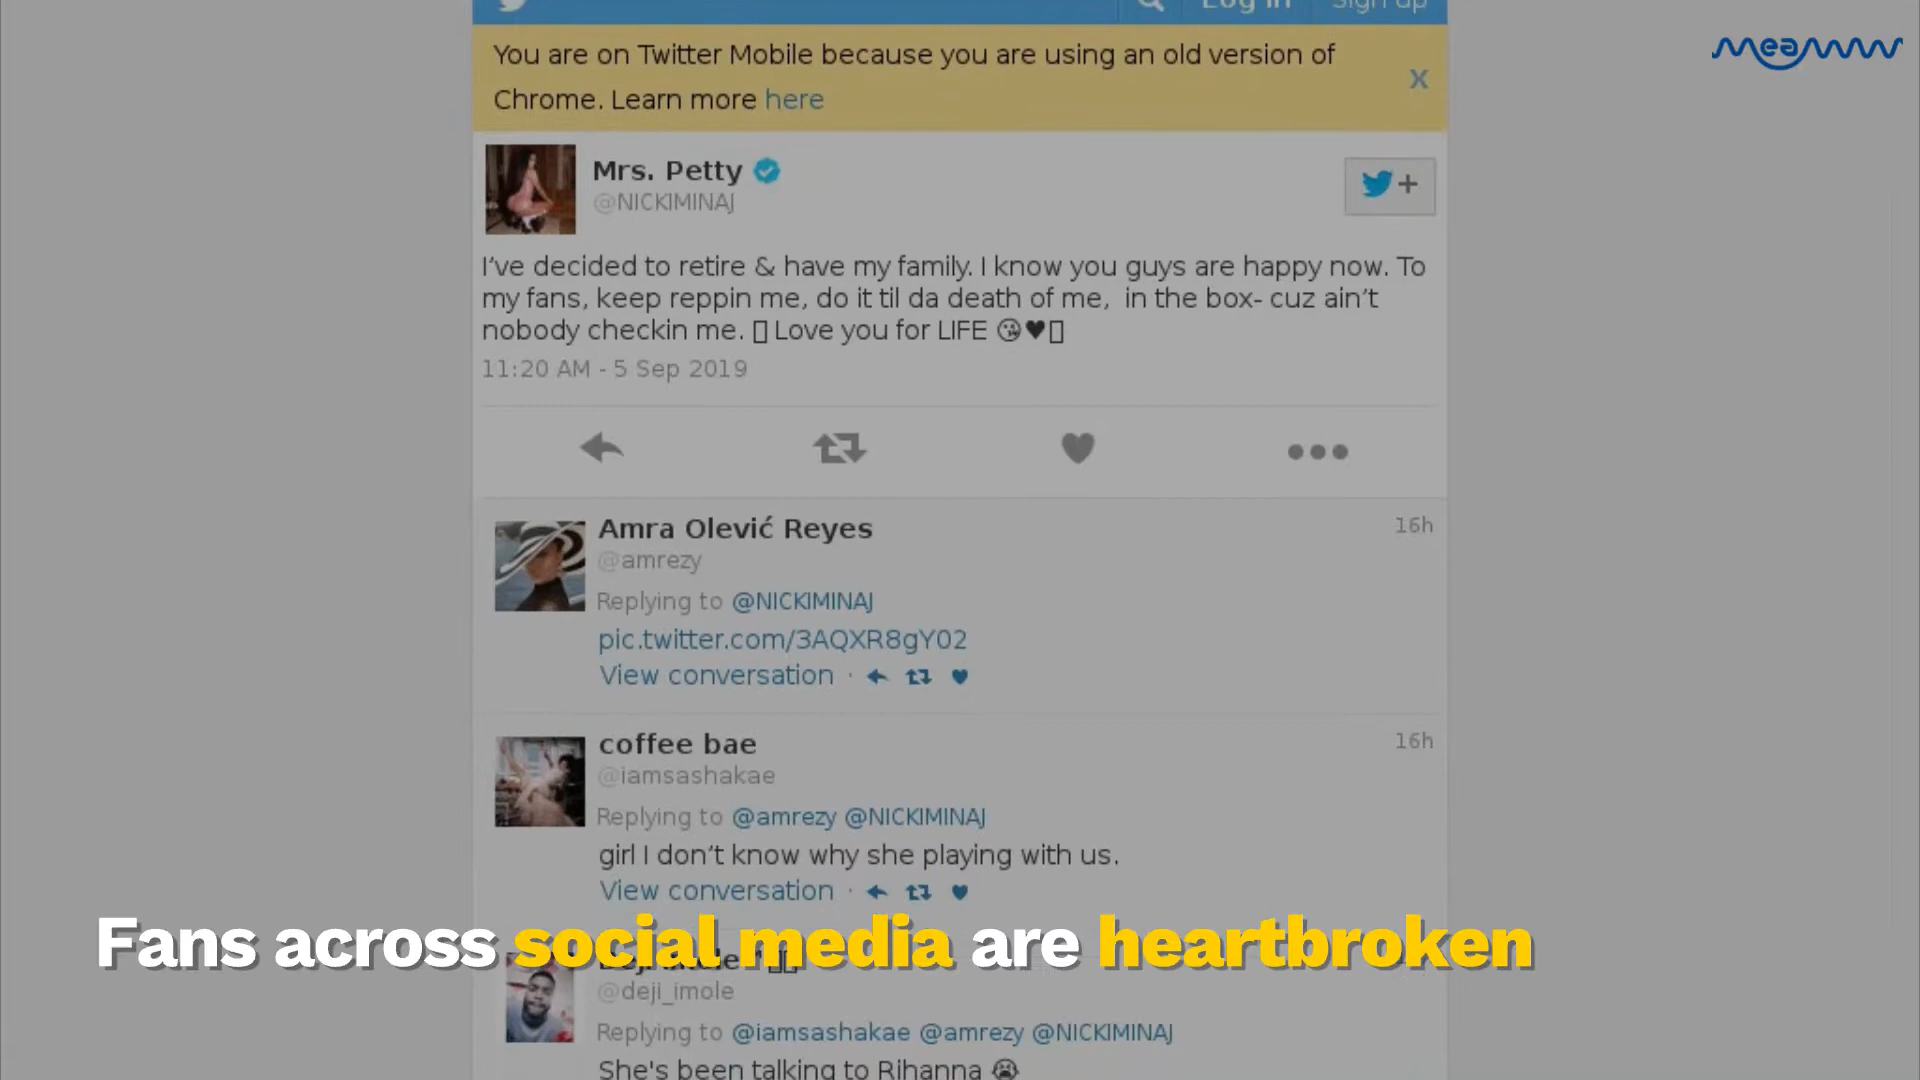 Log in
Sign up
meaww
You are on Twitter Mobile because you are using an old version of
Chrome. Learn more here
x
Mrs. Petty
@NICKIMINAJ
+
I've decided to retire & have my family. I know you guys are happy now. To
my fans, keep reppin me, do it til da death of me,  in the box- cuz ain't
nobody checkin me. ▯ Love you for LIFE 😘♥▯
11:20 AM - 5 Sep 2019
Amra Olević Reyes
16h
@amrezy
Replying to @NICKIMINAJ
pic.twitter.com/3AQXR8gY02
View conversation ·
coffee bae
16h
@iamsashakae
Replying to @amrezy @NICKIMINAJ
girl I don't know why she playing with us.
View conversation ·
Fans across social media are heartbroken
@deji_imole
Replying to @iamsashakae @amrezy @NICKIMINAJ
She's been talking to Rihanna 😭